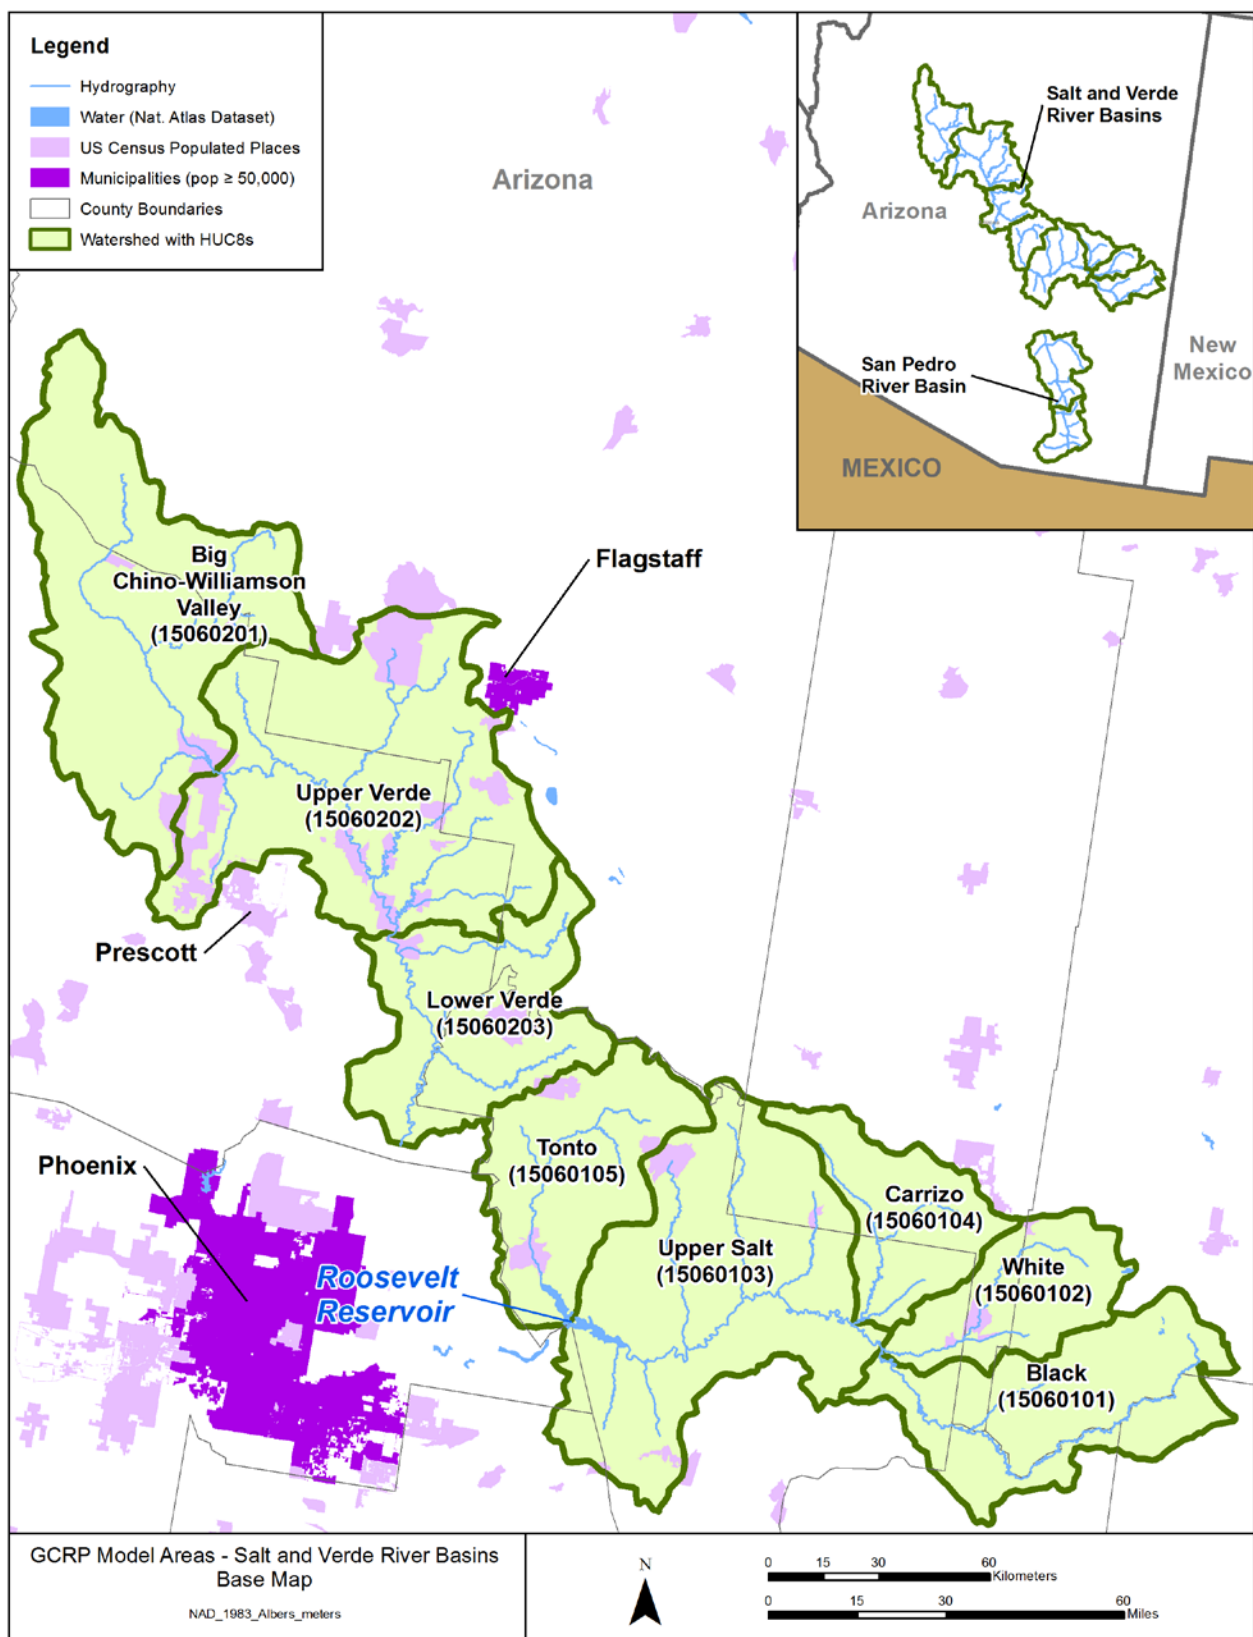 Legend
Hydrography
Water (Nat. Atlas Dataset)
US Census Populated Places
Municipalities (pop ≥ 50,000)
County Boundaries
Watershed with HUC8s
Arizona
Salt and Verde
River Basins
Arizona
New
Mexico
San Pedro
River Basin
MEXICO
Flagstaff
Big
Chino-Williamson
Valley
(15060201)
Upper Verde
(15060202)
Prescott
Lower Verde
(15060203)
Phoenix
Tonto
(15060105)
Carrizo
(15060104)
Upper Salt
(15060103)
White
(15060102)
Roosevelt
Reservoir
Black
(15060101)
GCRP Model Areas - Salt and Verde River Basins
Base Map
NAD_1983_Albers_meters
N
0 15 30 60
Kilometers
0 15 30 60
Miles